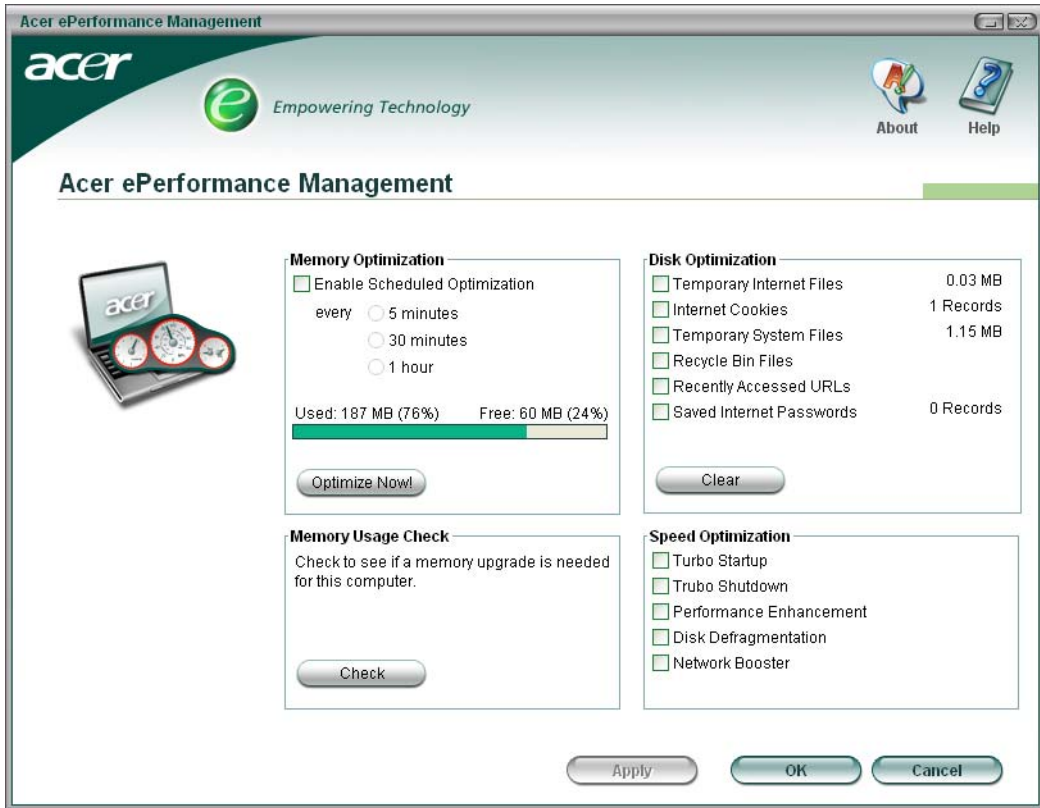 Acer ePerformance Management
acer
e Empowering Technology
About
Help
Acer ePerformance Management
acer
Memory Optimization
Enable Scheduled Optimization
every 5 minutes
30 minutes
1 hour
Used: 187 MB (76%) Free: 60 MB (24%)
Optimize Now!
Disk Optimization
Temporary Internet Files 0.03 MB
Internet Cookies 1 Records
Temporary System Files 1.15 MB
Recycle Bin Files
Recently Accessed URLs
Saved Internet Passwords 0 Records
Clear
Memory Usage Check
Check to see if a memory upgrade is needed
for this computer.
Check
Speed Optimization
Turbo Startup
Trubo Shutdown
Performance Enhancement
Disk Defragmentation
Network Booster
Apply
OK
Cancel